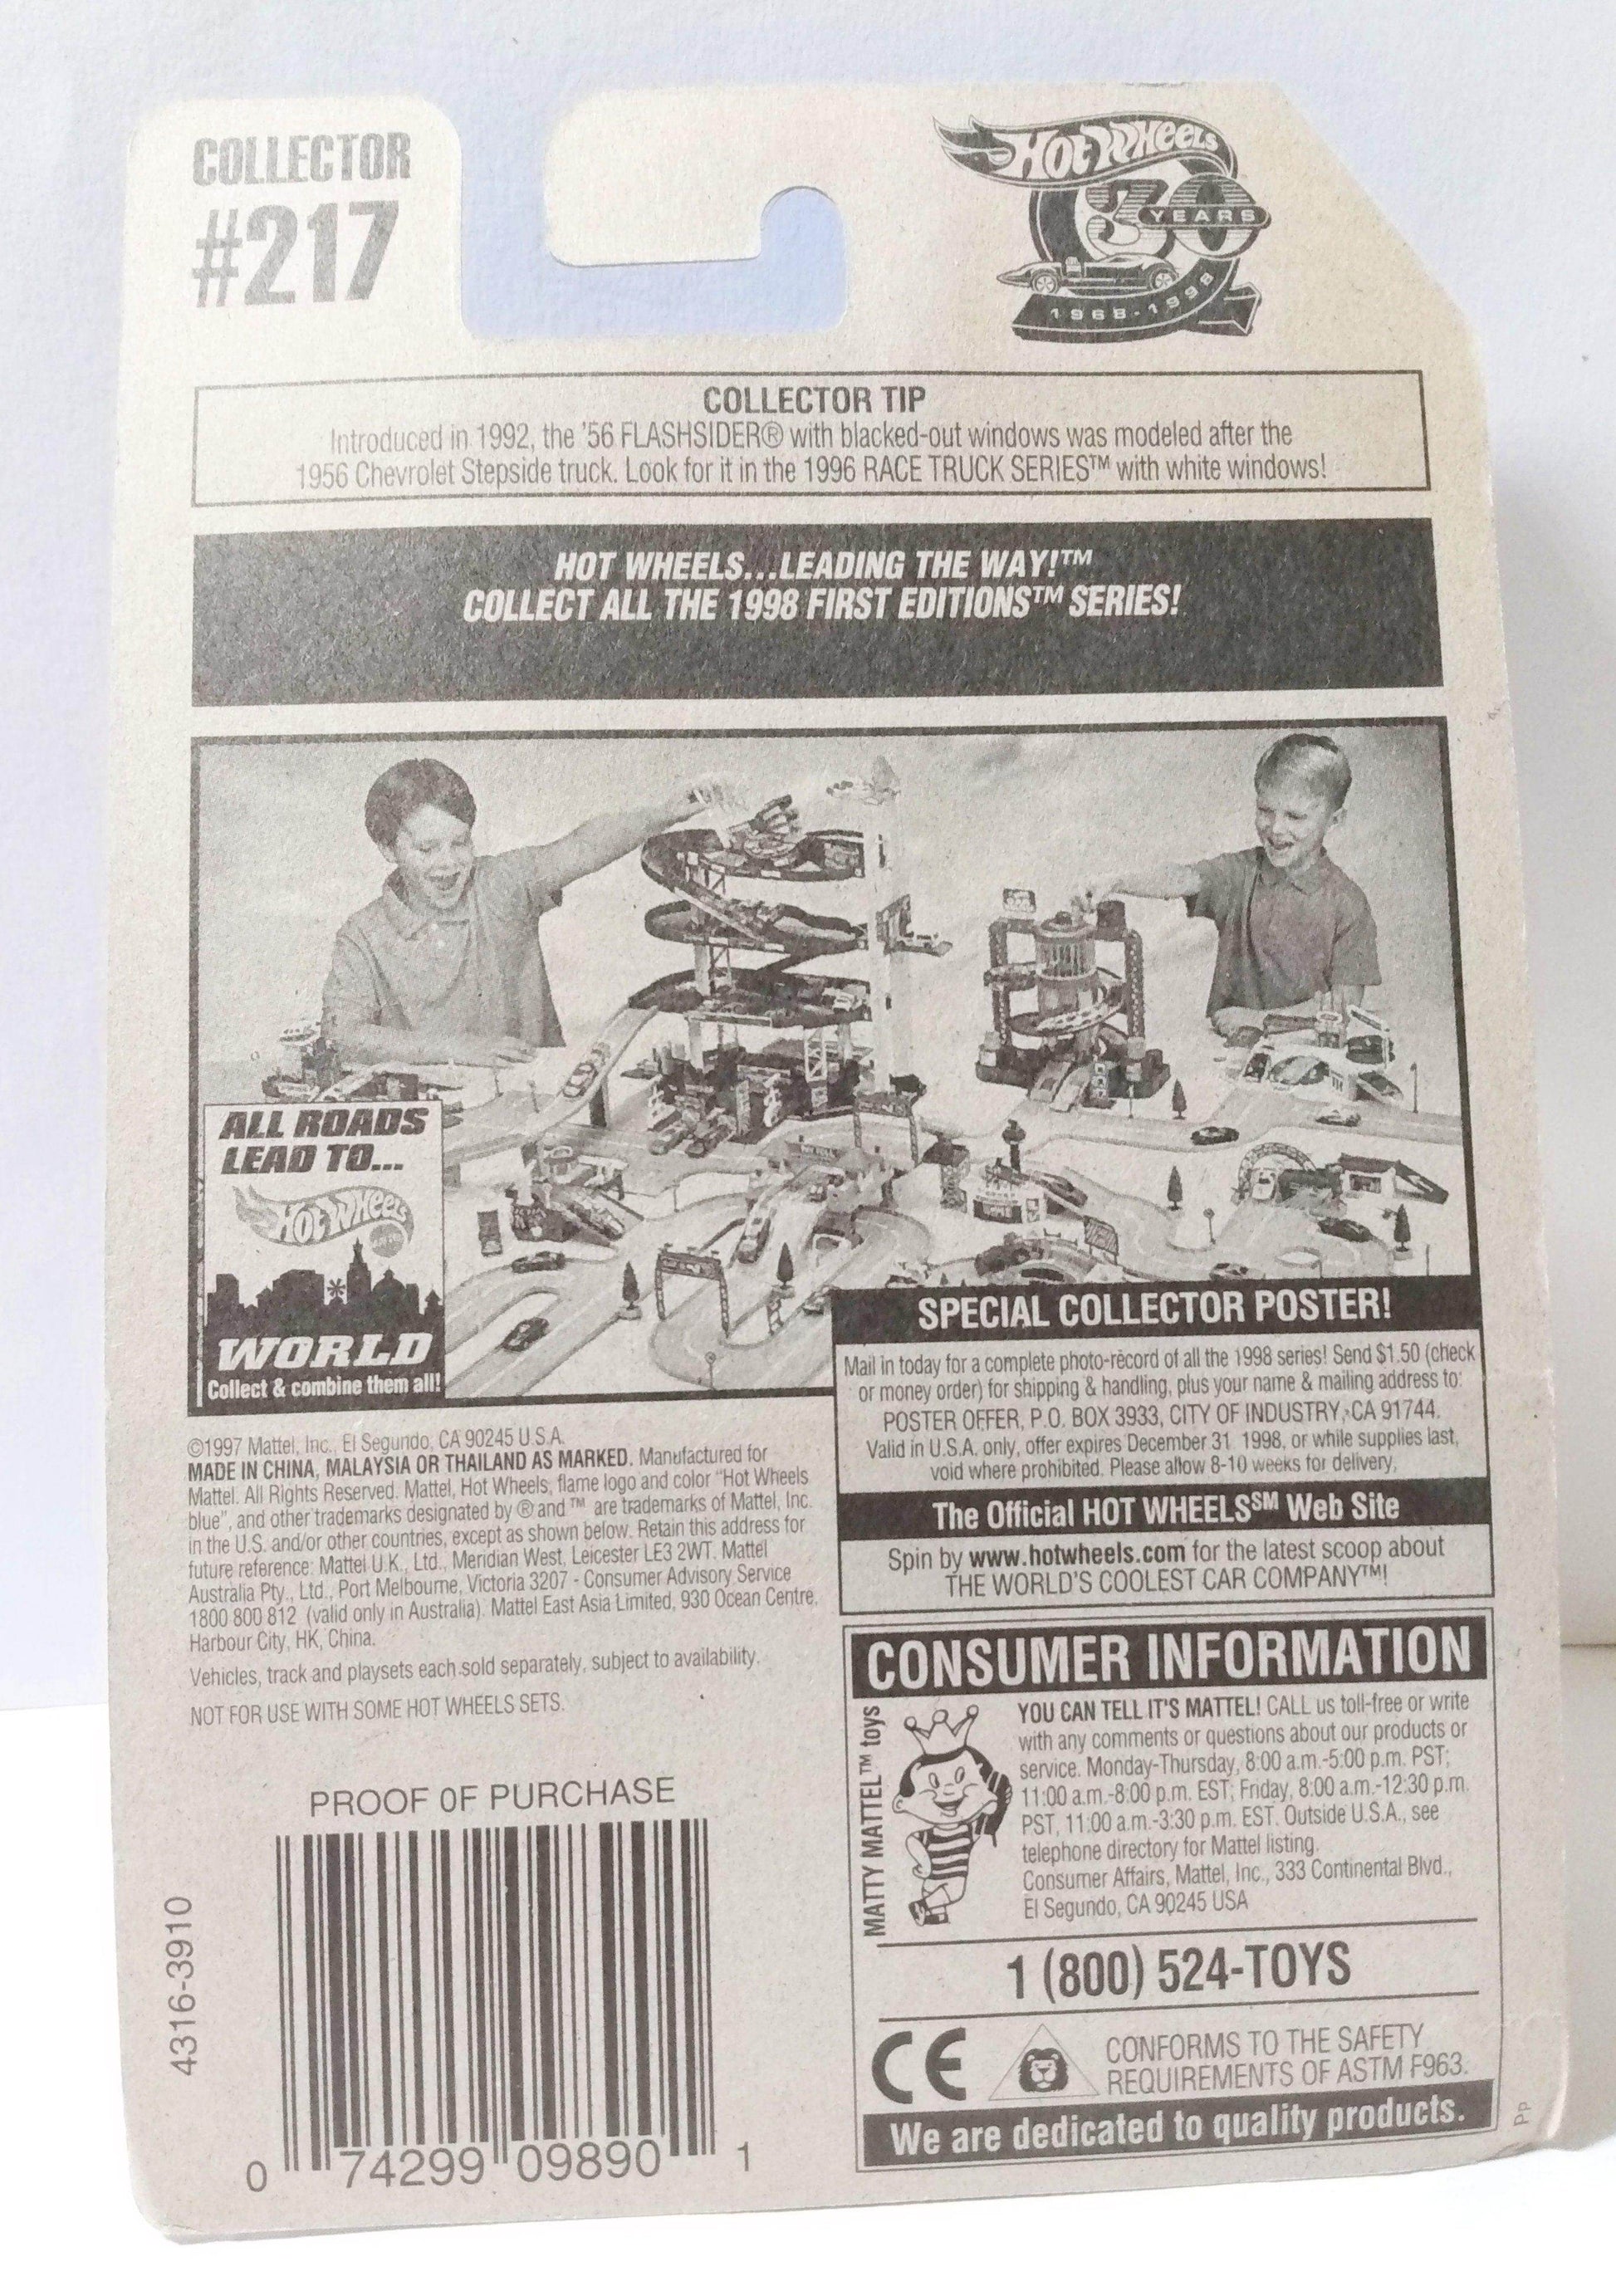 COLLECTOR
#217
HOT WHEELS
30
YEARS
1968-1998
COLLECTOR TIP
Introduced in 1992, the '56 FLASHSIDER® with blacked-out windows was modeled after the
1956 Chevrolet Stepside truck. Look for it in the 1996 RACE TRUCK SERIES™ with white windows!
HOT WHEELS...LEADING THE WAY!™
COLLECT ALL THE 1998 FIRST EDITIONS™ SERIES!
ALL ROADS
LEAD TO...
HOT WHEELS
WORLD
Collect & combine them all!
SPECIAL COLLECTOR POSTER!
Mail in today for a complete photo-record of all the 1998 series! Send $1.50 (check
or money order) for shipping & handling, plus your name & mailing address to:
POSTER OFFER, P.O. BOX 3933, CITY OF INDUSTRY, CA 91744.
Valid in U.S.A. only, offer expires December 31, 1998, or while supplies last,
void where prohibited. Please allow 8-10 weeks for delivery.
The Official HOT WHEELS℠ Web Site
Spin by www.hotwheels.com for the latest scoop about
THE WORLD'S COOLEST CAR COMPANY™!
©1997 Mattel, Inc., El Segundo, CA 90245 U.S.A.
MADE IN CHINA, MALAYSIA OR THAILAND AS MARKED. Manufactured for
Mattel. All Rights Reserved. Mattel, Hot Wheels, flame logo and color "Hot Wheels
blue", and other trademarks designated by ® and ™ are trademarks of Mattel, Inc.
in the U.S. and/or other countries, except as shown below. Retain this address for
future reference: Mattel U.K., Ltd., Meridian West, Leicester LE3 2WT. Mattel
Australia Pty., Ltd., Port Melbourne, Victoria 3207 - Consumer Advisory Service
1800 800 812 (valid only in Australia). Mattel East Asia Limited, 930 Ocean Centre,
Harbour City, HK, China.
Vehicles, track and playsets each sold separately, subject to availability.
NOT FOR USE WITH SOME HOT WHEELS SETS.
CONSUMER INFORMATION
MATTY MATTEL™ toys
YOU CAN TELL IT'S MATTEL! CALL us toll-free or write
with any comments or questions about our products or
service. Monday-Thursday, 8:00 a.m.-5:00 p.m. PST;
11:00 a.m.-8:00 p.m. EST; Friday, 8:00 a.m.-12:30 p.m.
PST, 11:00 a.m.-3:30 p.m. EST. Outside U.S.A., see
telephone directory for Mattel listing.
Consumer Affairs, Mattel, Inc., 333 Continental Blvd.,
El Segundo, CA 90245 USA
1 (800) 524-TOYS
CE
CONFORMS TO THE SAFETY
REQUIREMENTS OF ASTM F963.
We are dedicated to quality products.
Pp
PROOF OF PURCHASE
4316-3910
0 74299 09890 1